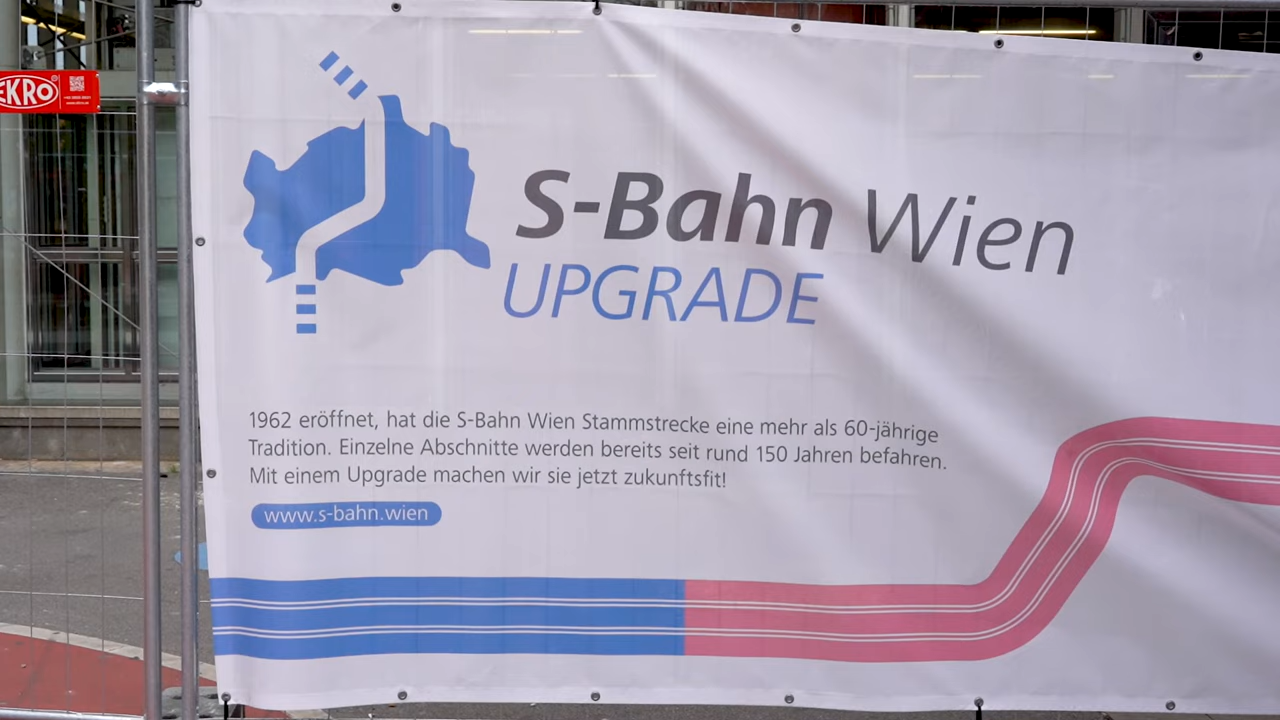 EKRO
S-Bahn Wien
UPGRADE
1962 eröffnet, hat die S-Bahn Wien Stammstrecke eine mehr als 60-jährige
Tradition. Einzelne Abschnitte werden bereits seit rund 150 Jahren befahren.
Mit einem Upgrade machen wir sie jetzt zukunftsfit!
www.s-bahn.wien